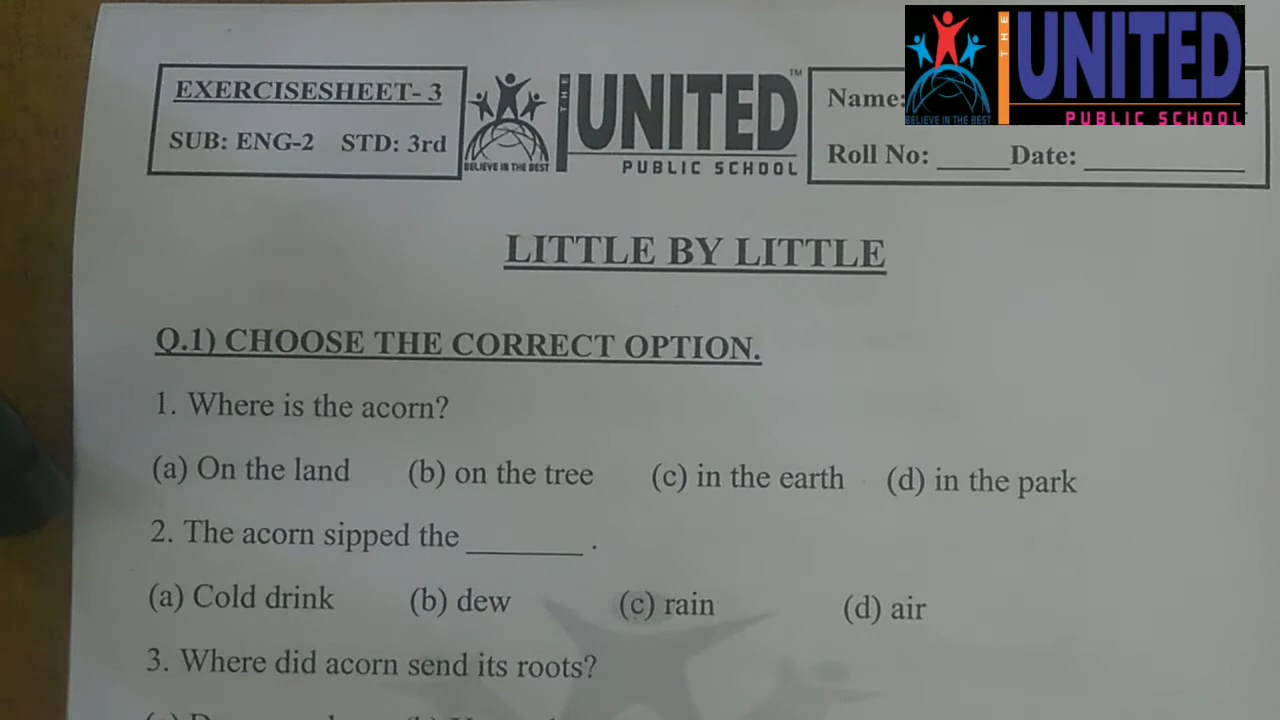 EXERCISESHEET- 3
SUB: ENG-2 STD: 3rd
BELIEVE IN THE BEST
THE UNITED™
PUBLIC SCHOOL
Name:
Roll No: ______Date: ____________
THE UNITED
BELIEVE IN THE BEST
PUBLIC SCHOOL
LITTLE BY LITTLE
Q.1) CHOOSE THE CORRECT OPTION.
1. Where is the acorn?
(a) On the land (b) on the tree (c) in the earth (d) in the park
2. The acorn sipped the ________ .
(a) Cold drink (b) dew (c) rain (d) air
3. Where did acorn send its roots?